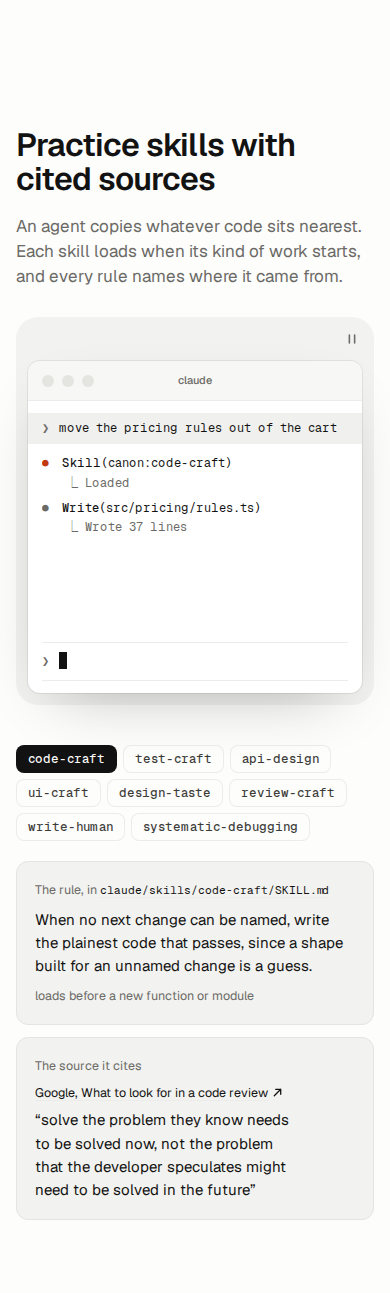 Practice skills with
cited sources
An agent copies whatever code sits nearest.
Each skill loads when its kind of work starts,
and every rule names where it came from.
claude
❯ move the pricing rules out of the cart
● Skill(canon:code-craft)
⎿ Loaded
● Write(src/pricing/rules.ts)
⎿ Wrote 37 lines
❯
code-craft test-craft api-design
ui-craft design-taste review-craft
write-human systematic-debugging
The rule, in claude/skills/code-craft/SKILL.md
When no next change can be named, write
the plainest code that passes, since a shape
built for an unnamed change is a guess.
loads before a new function or module
The source it cites
Google, What to look for in a code review ↗
“solve the problem they know needs
to be solved now, not the problem
that the developer speculates might
need to be solved in the future”